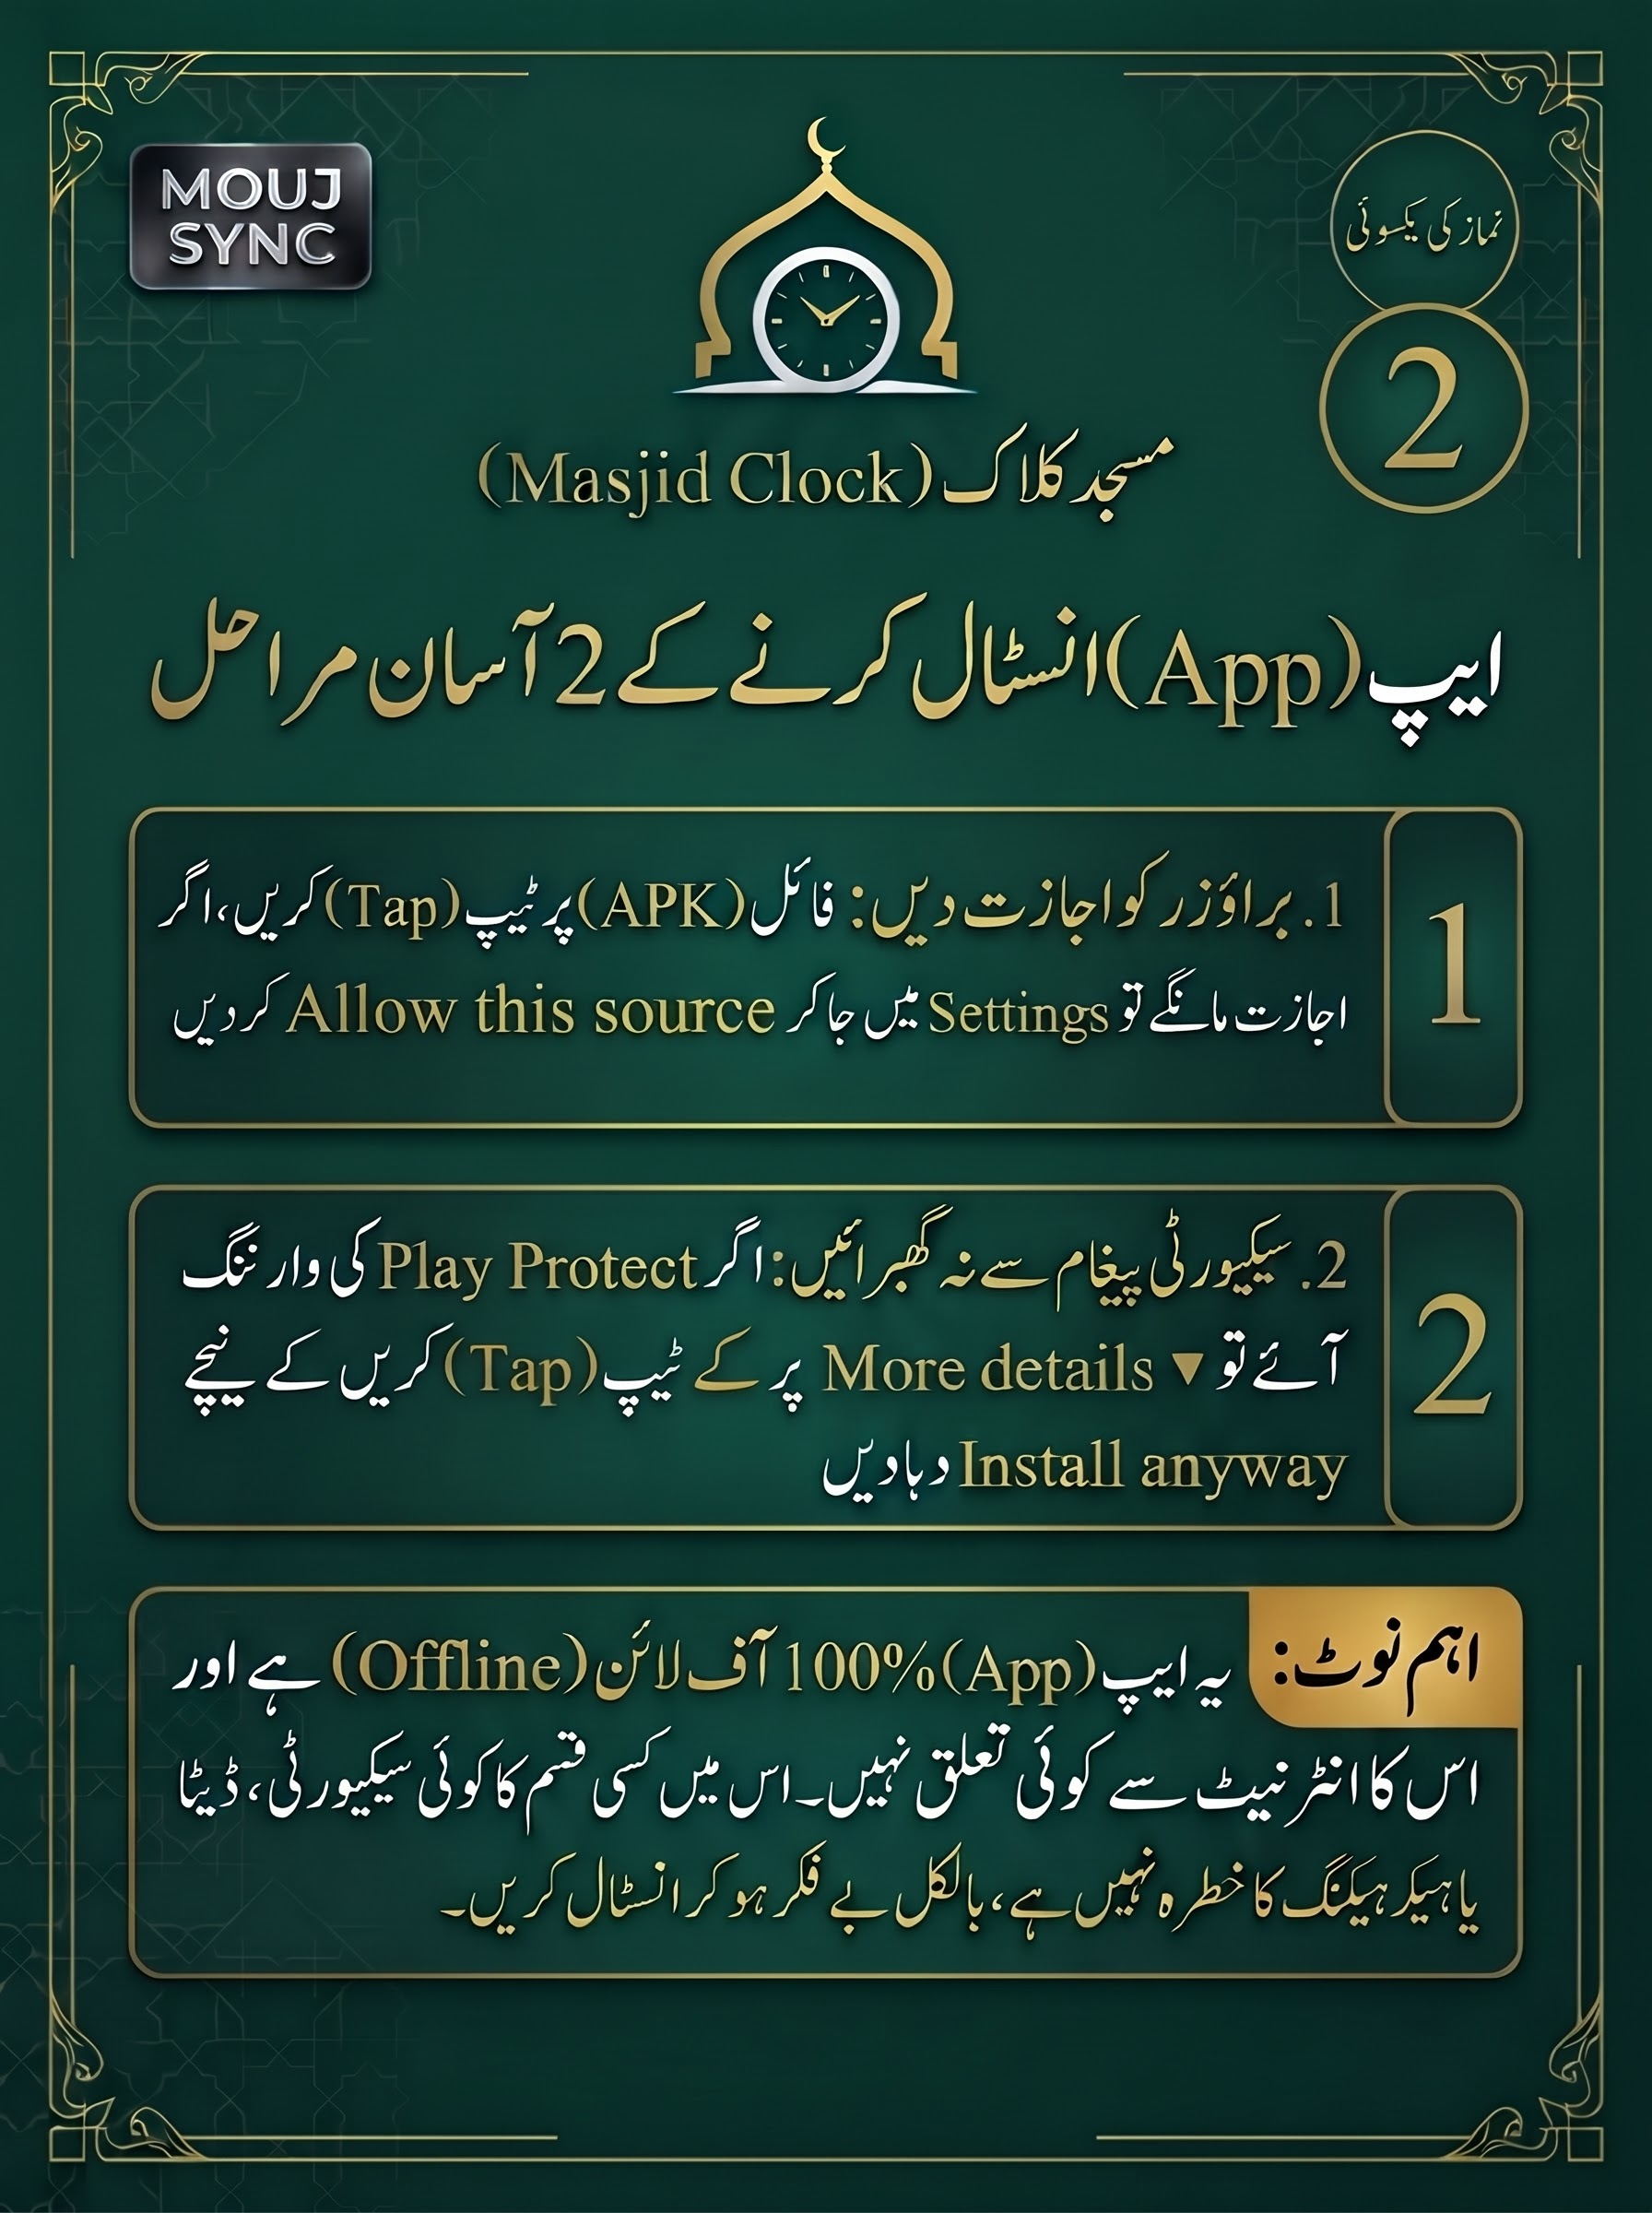 MOUJ
SYNC
نماز کی یکسوئی
2
مسجد کلاک (Masjid Clock)
ایپ (App) انسٹال کرنے کے 2 آسان مراحل
1
1. براؤزر کو اجازت دیں: فائل (APK) پر ٹیپ (Tap) کریں، اگر
اجازت مانگے تو Settings میں جا کر Allow this source کر دیں
2
2. سیکیورٹی پیغام سے نہ گھبرائیں: اگر Play Protect کی وارننگ
آئے تو ▼ More details پر کے ٹیپ (Tap) کریں کے نیچے
Install anyway دبا دیں
اہم نوٹ: یہ ایپ (App) 100% آف لائن (Offline) ہے اور
اس کا انٹرنیٹ سے کوئی تعلق نہیں۔ اس میں کسی قسم کا کوئی سیکیورٹی، ڈیٹا
یا ہیکر ہیکنگ کا خطرہ نہیں ہے، بالکل بے فکر ہو کر انسٹال کریں۔